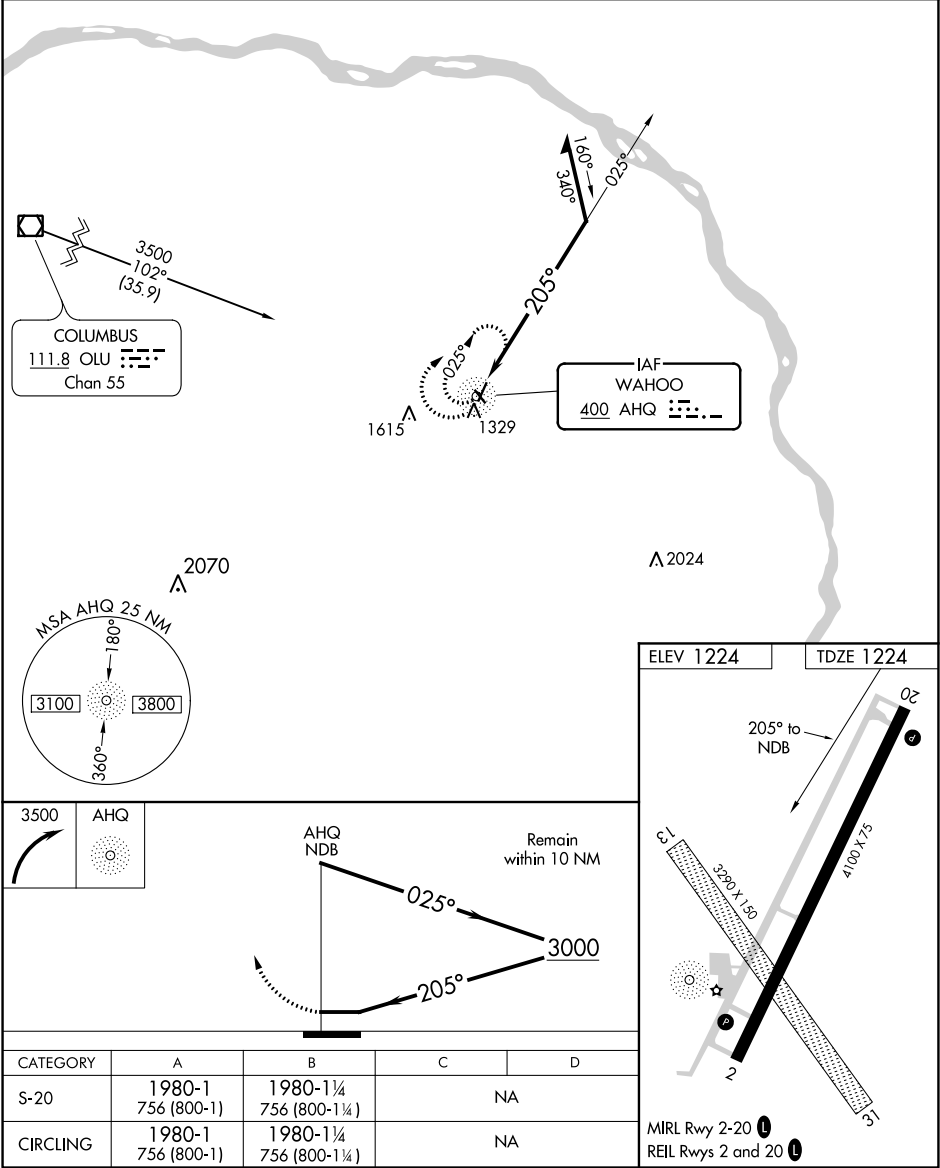 160°
340°
025°
205°
3500
102°
(35.9)
COLUMBUS
111.8 OLU
Chan 55
025°
IAF
WAHOO
400 AHQ
1615
1329
2070
2024
MSA AHQ 25 NM
180°
3100
3800
360°
ELEV 1224
TDZE 1224
20
205° to
NDB
P
4100 X 75
13
3290 X 150
P
2
31
MIRL Rwy 2-20 L
REIL Rwys 2 and 20 L
3500
AHQ
AHQ
NDB
Remain
within 10 NM
025°
3000
205°
CATEGORY A B C D
S-20 1980-1 1980-1¼ NA
756 (800-1) 756 (800-1¼)
CIRCLING 1980-1 1980-1¼ NA
756 (800-1) 756 (800-1¼)